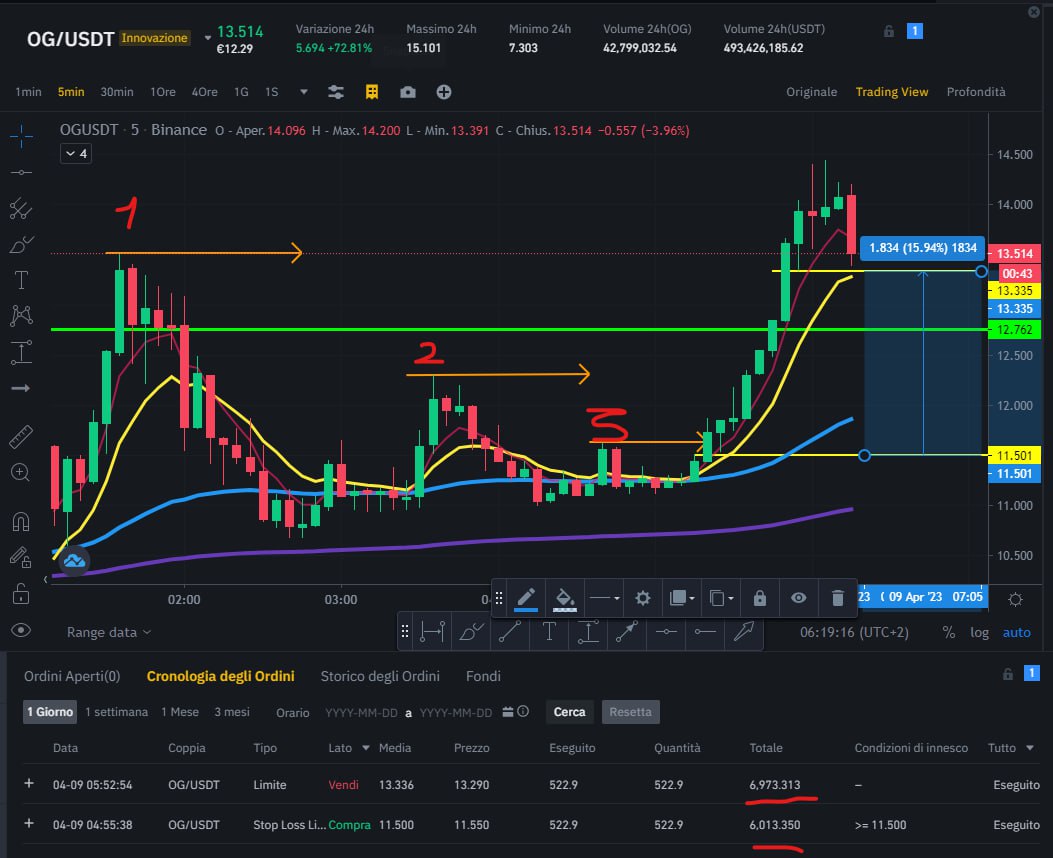 OG/USDT Innovazione 13.514 Variazione 24h Massimo 24h Minimo 24h Volume 24h(OG) Volume 24h(USDT) 1
€12.29 5.694 +72.81% 15.101 7.303 42,799,032.54 493,426,185.62
1min 5min 30min 1Ore 4Ore 1G 1S Originale Trading View Profondità
OGUSDT · 5 · Binance O - Aper.14.096 H - Max.14.200 L - Min.13.391 C - Chius.13.514 −0.557 (−3.96%)
4
14.500
1
14.000
1.834 (15.94%) 1834
13.514
00:43
13.335
13.335
12.762
2
12.500
12.000
3
11.501
11.501
11.000
10.500
02:00 03:00 '23 09 Apr '23 07:05
Range data 06:19:16 (UTC+2) % log auto
Ordini Aperti(0) Cronologia degli Ordini Storico degli Ordini Fondi 1
1 Giorno 1 settimana 1 Mese 3 mesi Orario YYYY-MM-DD a YYYY-MM-DD Cerca Resetta
Data Coppia Tipo Lato Media Prezzo Eseguito Quantità Totale Condizioni di innesco Tutto
+ 04-09 05:52:54 OG/USDT Limite Vendi 13.336 13.290 522.9 522.9 6,973.313 – Eseguito
+ 04-09 04:55:38 OG/USDT Stop Loss Li... Compra 11.500 11.550 522.9 522.9 6,013.350 >= 11.500 Eseguito